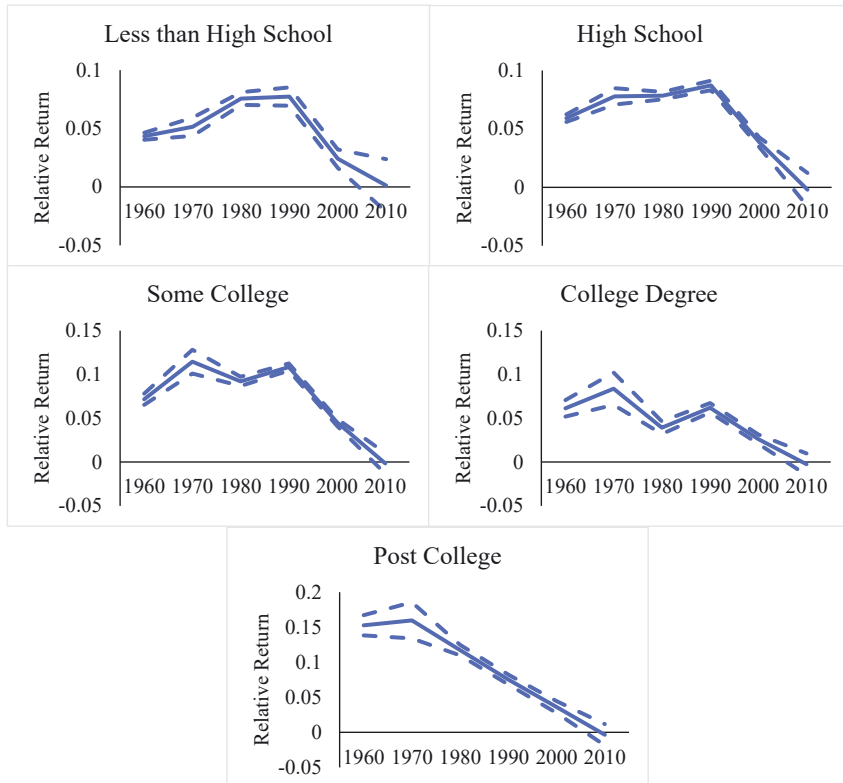 Less than High School
Relative Return
0.1
0.05
0
-0.05
1960 1970 1980 1990 2000 2010
High School
Relative Return
0.1
0.05
0
-0.05
1960 1970 1980 1990 2000 2010
Some College
Relative Return
0.15
0.1
0.05
0
-0.05
1960 1970 1980 1990 2000 2010
College Degree
Relative Return
0.15
0.1
0.05
0
-0.05
1960 1970 1980 1990 2000 2010
Post College
Relative Return
0.2
0.15
0.1
0.05
0
-0.05
1960 1970 1980 1990 2000 2010